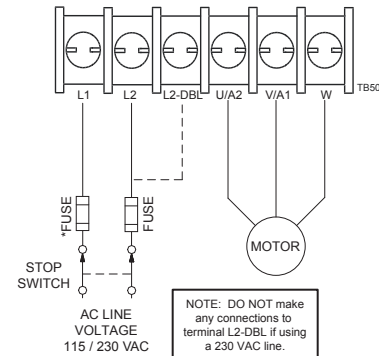 L1 L2 L2-DBL U/A2 V/A1 W
TB50
*FUSE
FUSE
MOTOR
STOP
SWITCH
AC LINE
VOLTAGE
115 / 230 VAC
NOTE: DO NOT make
any connections to
terminal L2-DBL if using
a 230 VAC line.